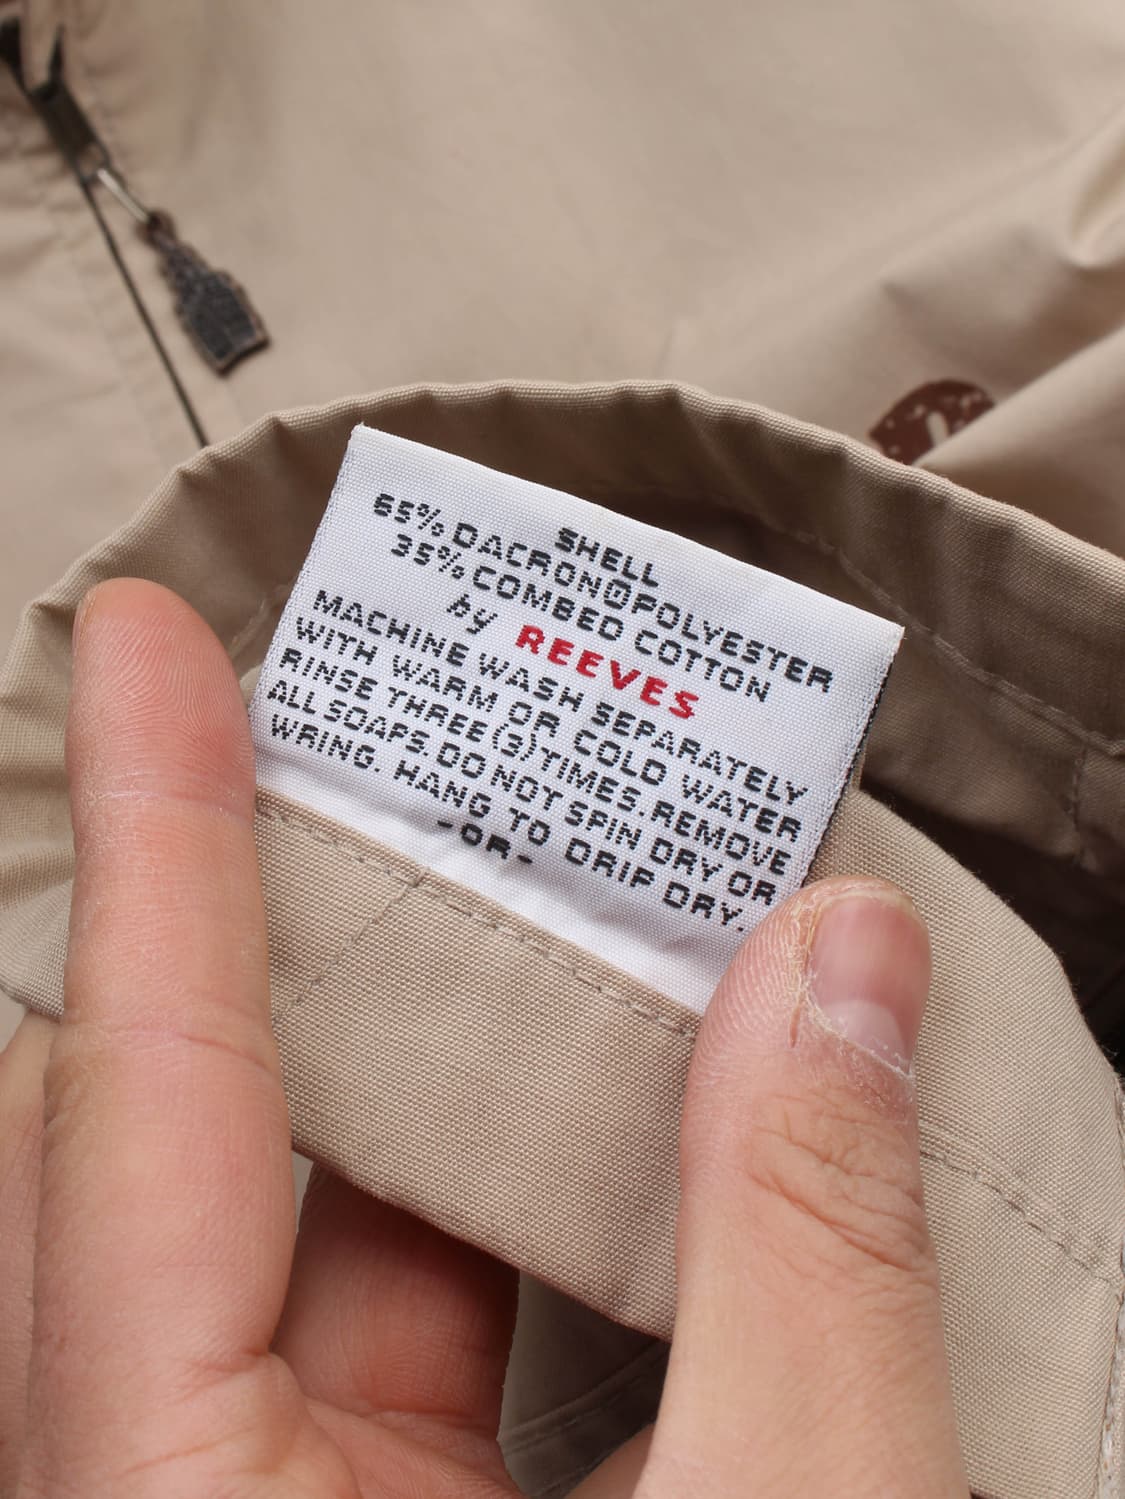 SHELL
65% DACRON® POLYESTER
35% COMBED COTTON
by REEVES
MACHINE WASH SEPARATELY
WITH WARM OR COLD WATER
RINSE THREE (3) TIMES. REMOVE
ALL SOAPS. DO NOT SPIN DRY OR
WRING. HANG TO DRIP DRY.
-OR-